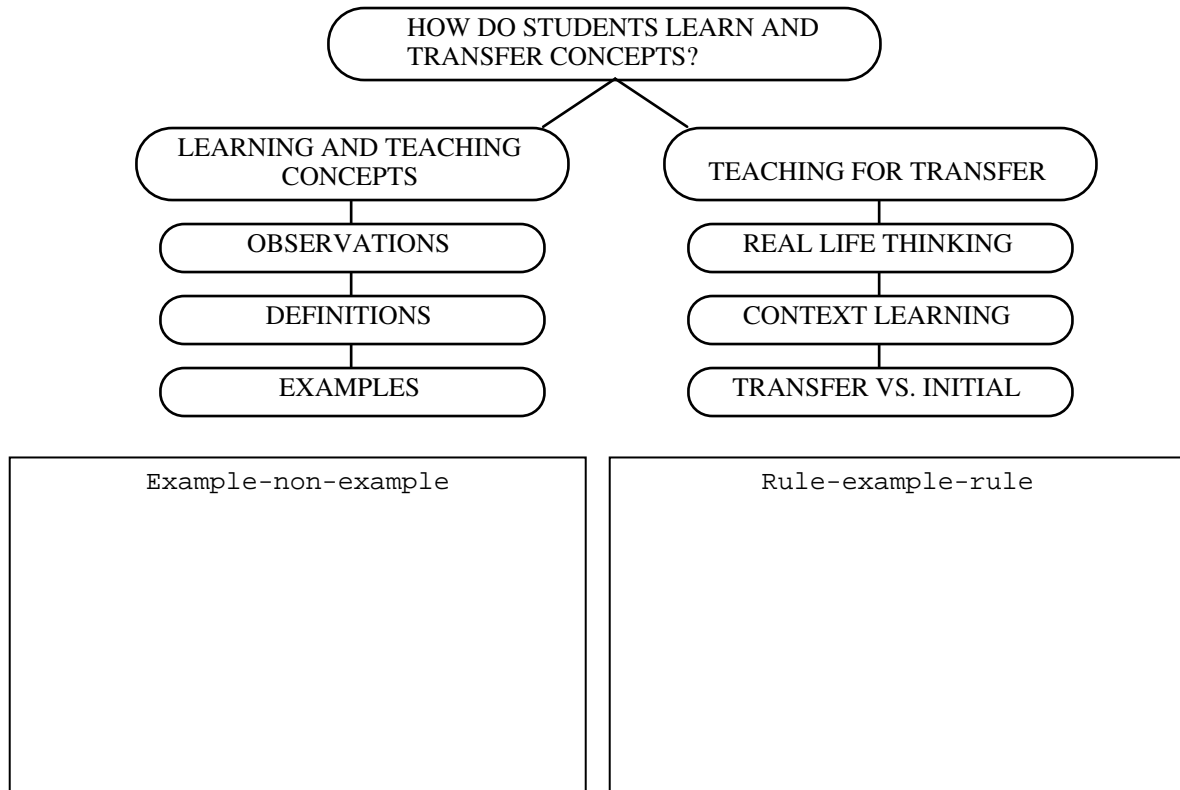 HOW DO STUDENTS LEARN AND
TRANSFER CONCEPTS?
LEARNING AND TEACHING
CONCEPTS
TEACHING FOR TRANSFER
OBSERVATIONS
REAL LIFE THINKING
DEFINITIONS
CONTEXT LEARNING
EXAMPLES
TRANSFER VS. INITIAL
Example-non-example
Rule-example-rule